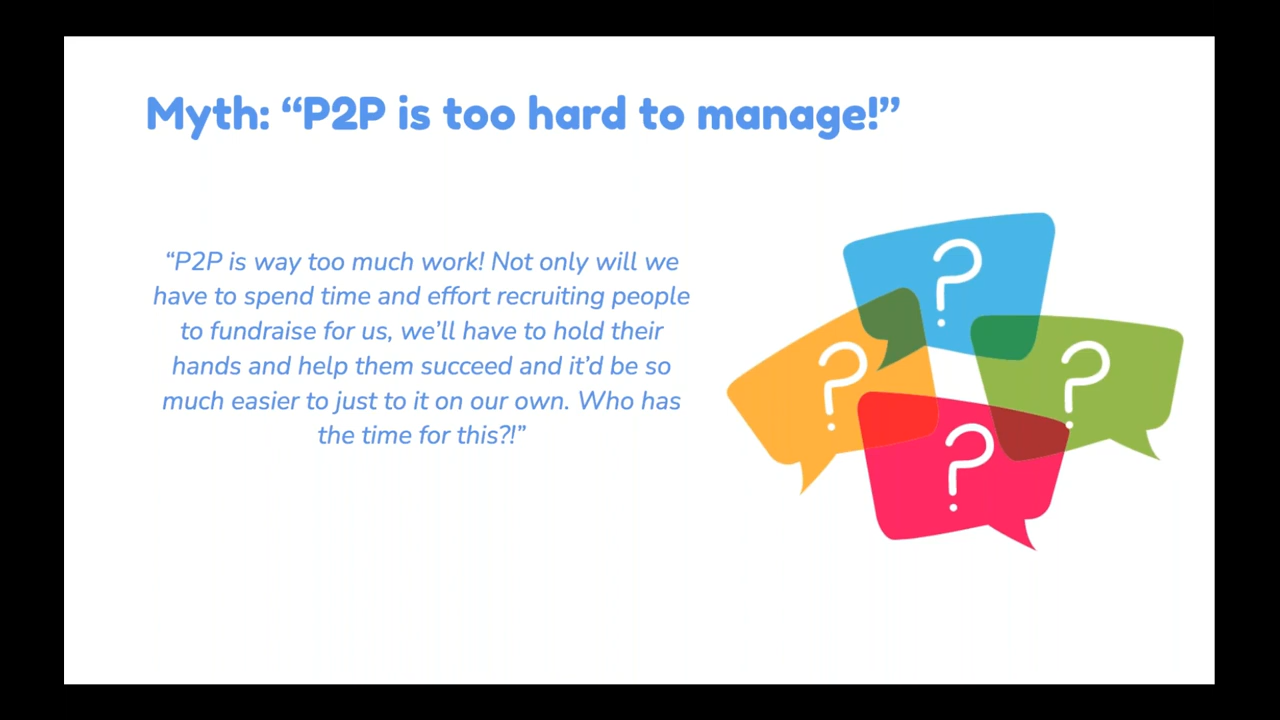 Myth: “P2P is too hard to manage!”
“P2P is way too much work! Not only will we
have to spend time and effort recruiting people
to fundraise for us, we’ll have to hold their
hands and help them succeed and it’d be so
much easier to just to it on our own. Who has
the time for this?!”
?
?
?
?